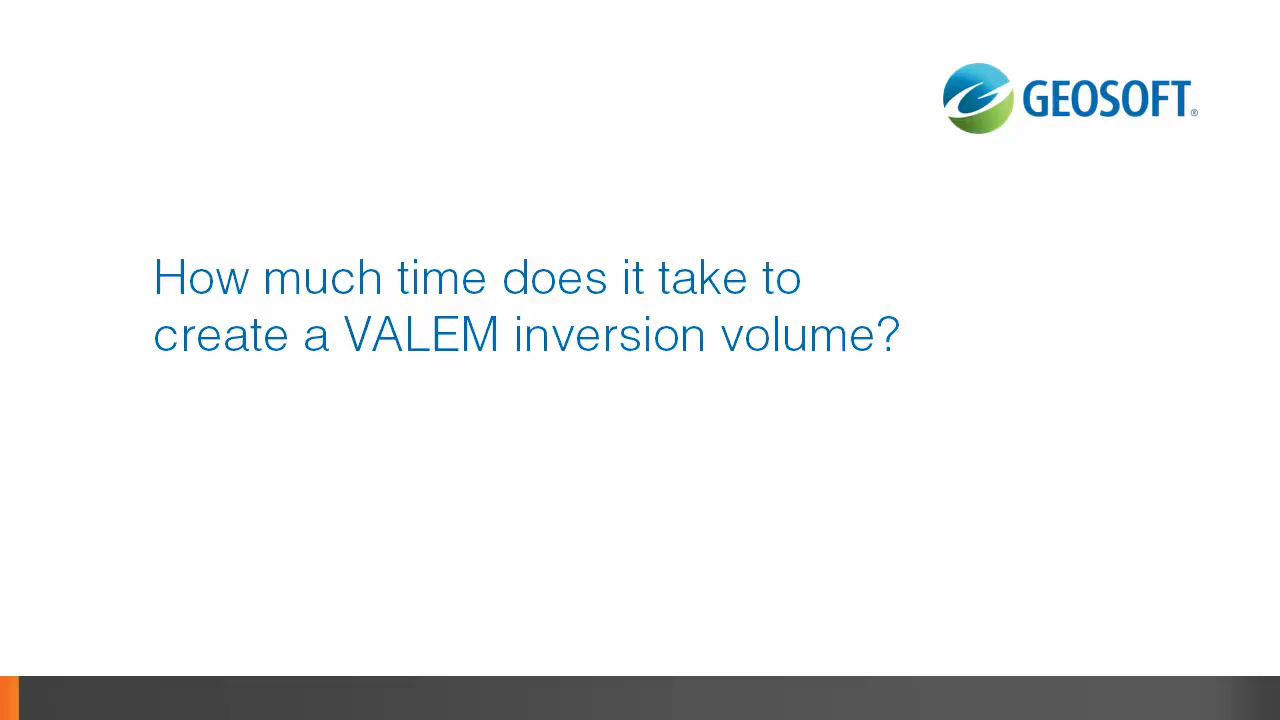 GEOSOFT®
How much time does it take to
create a VALEM inversion volume?